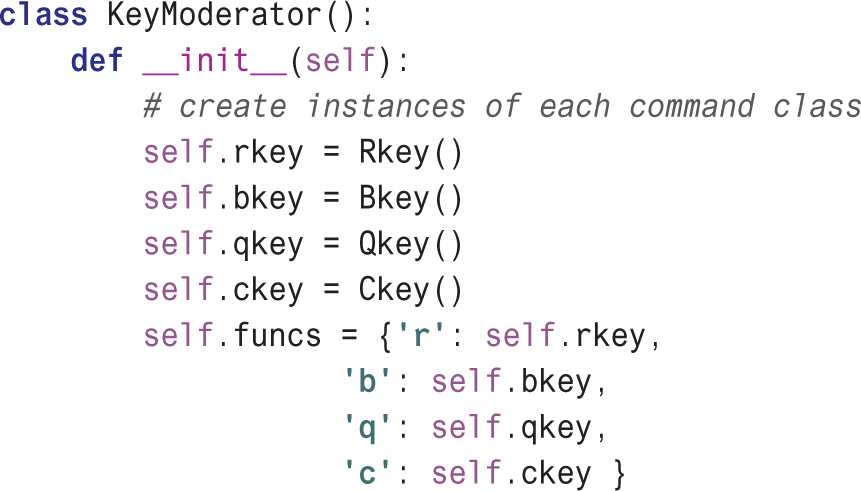 class KeyModerator():
    def __init__(self):
        # create instances of each command class
        self.rkey = Rkey()
        self.bkey = Bkey()
        self.qkey = Qkey()
        self.ckey = Ckey()
        self.funcs = {'r': self.rkey,
                      'b': self.bkey,
                      'q': self.qkey,
                      'c': self.ckey }